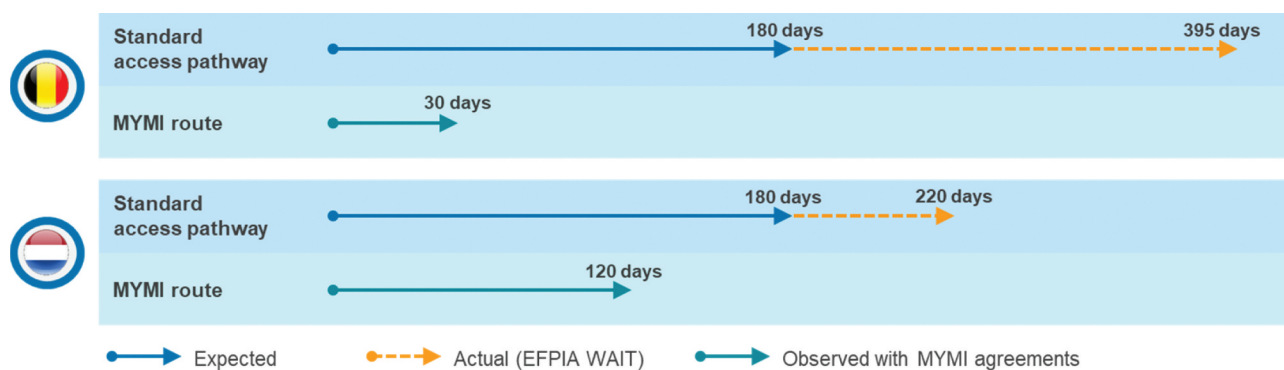 Standard
access pathway
180 days
395 days
MYMI route
30 days
Standard
access pathway
180 days
220 days
MYMI route
120 days
Expected
Actual (EFPIA WAIT)
Observed with MYMI agreements